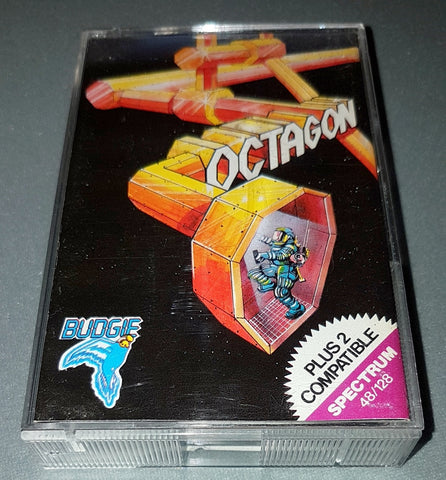 OCTAGON
BUDGIE
PLUS 2
COMPATIBLE
SPECTRUM
48/128